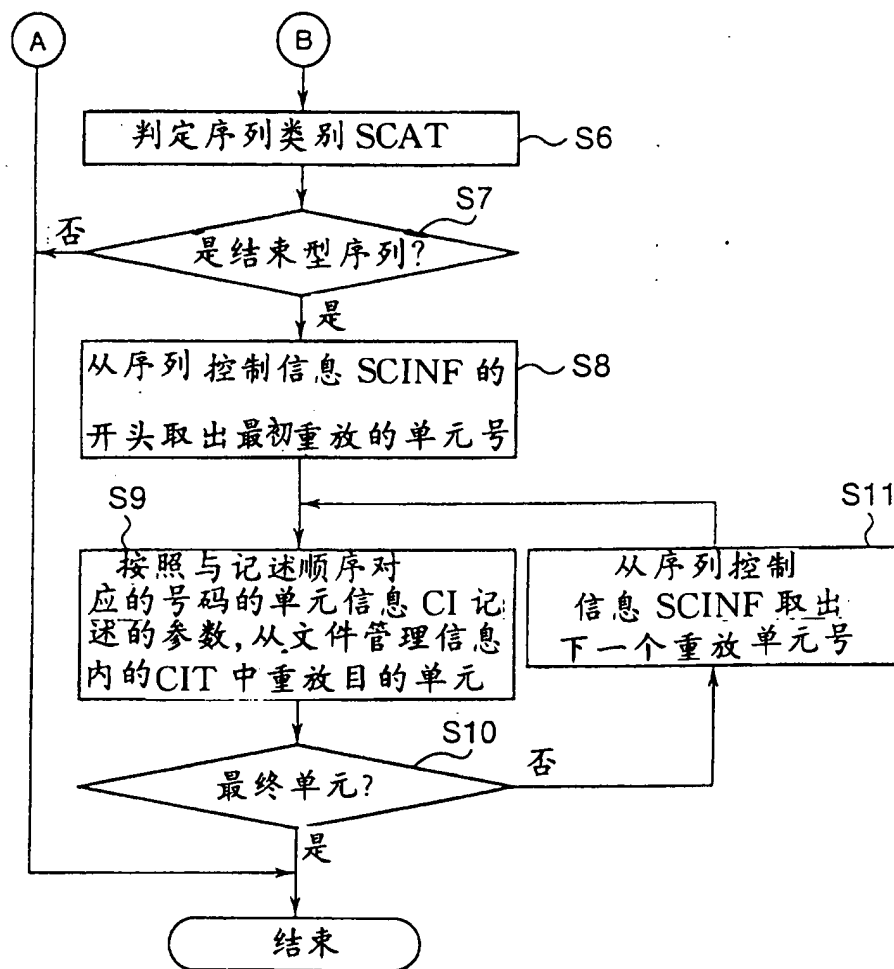 A
B
判定序列类别 SCAT
S6
S7
否
是结束型序列?
是
从序列控制信息 SCINF 的
开头取出最初重放的单元号
S8
S9
按照与记述顺序对
应的号码的单元信息 CI 记
述的参数,从文件管理信息
内的CIT 中重放目的单元
S11
从序列控制
信息 SCINF 取出
下一个重放单元号
S10
最终单元?
否
是
结束